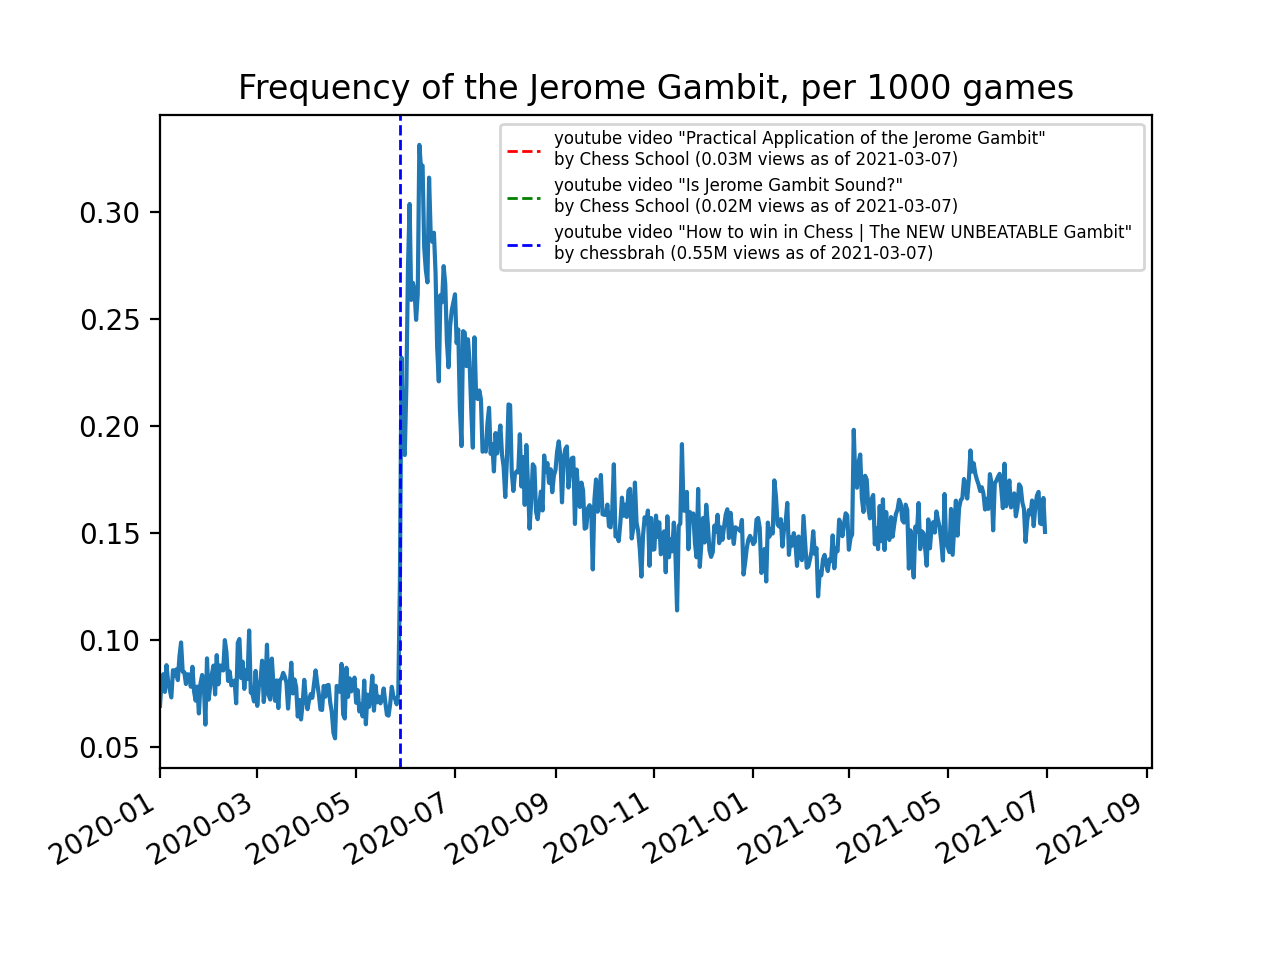 Frequency of the Jerome Gambit, per 1000 games
youtube video "Practical Application of the Jerome Gambit"
by Chess School (0.03M views as of 2021-03-07)
youtube video "Is Jerome Gambit Sound?"
by Chess School (0.02M views as of 2021-03-07)
youtube video "How to win in Chess | The NEW UNBEATABLE Gambit"
by chessbrah (0.55M views as of 2021-03-07)
0.30
0.25
0.20
0.15
0.10
0.05
2020-01
2020-03
2020-05
2020-07
2020-09
2020-11
2021-01
2021-03
2021-05
2021-07
2021-09